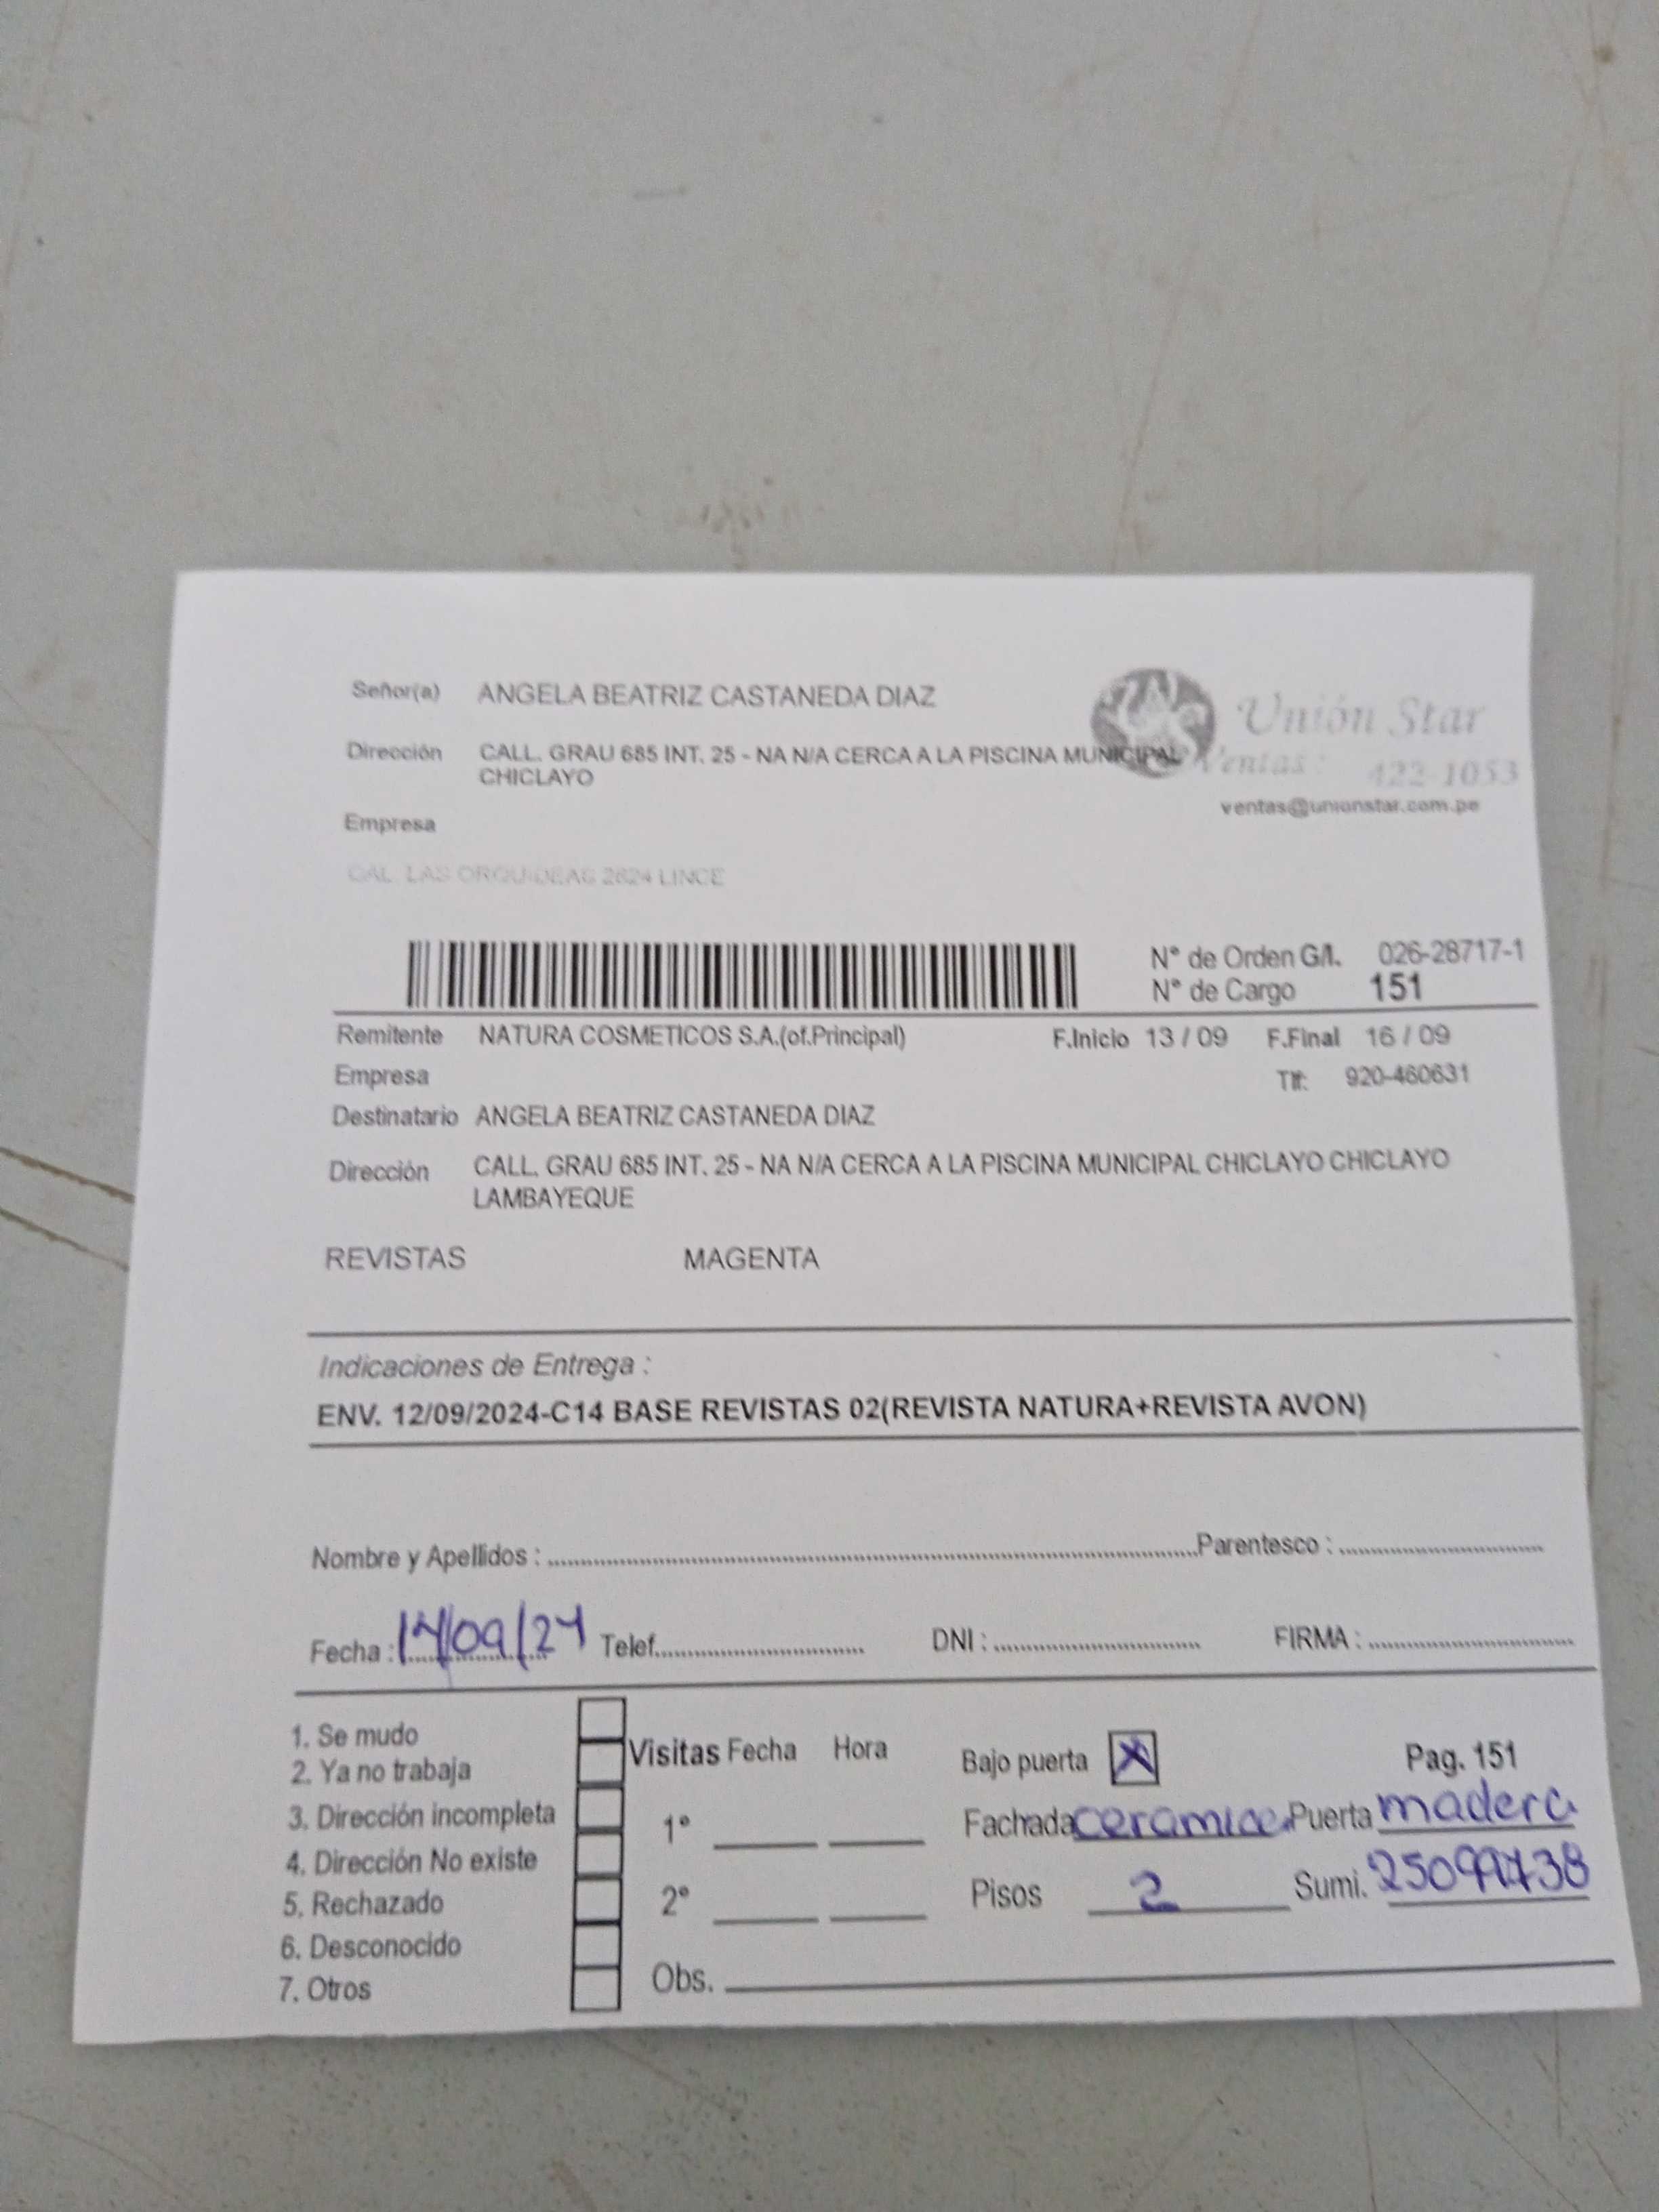 Señor(a) ANGELA BEATRIZ CASTANEDA DIAZ
Unión Star
Dirección CALL. GRAU 685 INT. 25 - NA N/A CERCA A LA PISCINA MUNICIPAL
CHICLAYO
Ventas: 422-1053
ventas@unionstar.com.pe
Empresa
CAL. LAS ORQUIDEAS 2624 LINCE
N° de Orden G/I. 026-28717-1
N° de Cargo 151
Remitente NATURA COSMETICOS S.A.(of.Principal) F.Inicio 13 / 09 F.Final 16 / 09
Empresa Tlf: 920-460631
Destinatario ANGELA BEATRIZ CASTANEDA DIAZ
Dirección CALL. GRAU 685 INT. 25 - NA N/A CERCA A LA PISCINA MUNICIPAL CHICLAYO CHICLAYO
LAMBAYEQUE
REVISTAS MAGENTA
Indicaciones de Entrega :
ENV. 12/09/2024-C14 BASE REVISTAS 02(REVISTA NATURA+REVISTA AVON)
Nombre y Apellidos : Parentesco :
Fecha : 14/09/24 Telef. DNI : FIRMA :
1. Se mudo
2. Ya no trabaja
3. Dirección incompleta
4. Dirección No existe
5. Rechazado
6. Desconocido
7. Otros
Visitas Fecha Hora
1°
2°
Obs.
Bajo puerta X Pag. 151
Fachada ceramica Puerta madera
Pisos 2 Sumi.